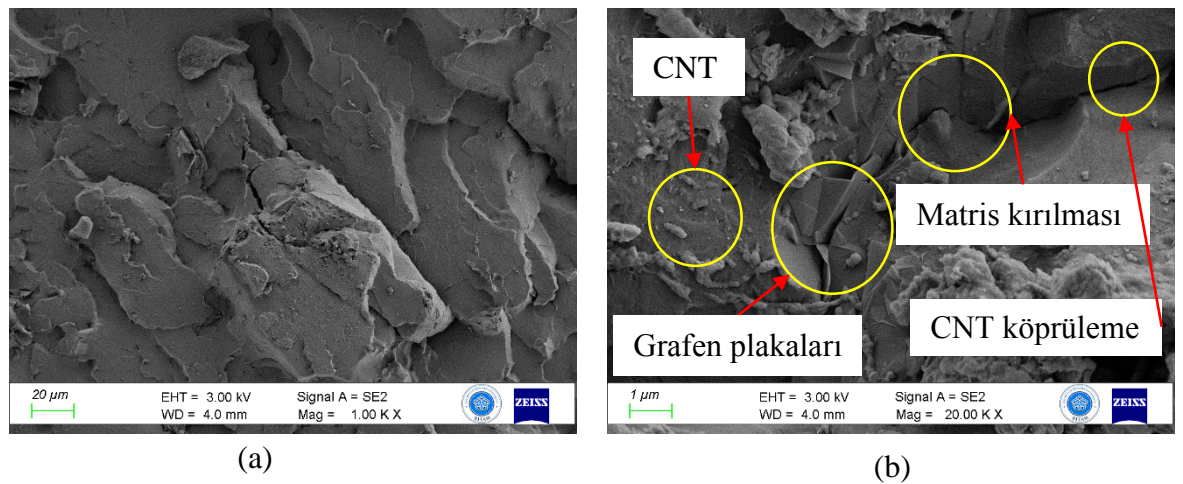 CNT
Matris kırılması
CNT köprüleme
Grafen plakaları
20 µm
EHT = 3.00 kV
Signal A = SE2
WD = 4.0 mm
Mag = 1.00 K X
ZEISS
1 µm
EHT = 3.00 kV
Signal A = SE2
WD = 4.0 mm
Mag = 20.00 K X
ZEISS
(a)
(b)